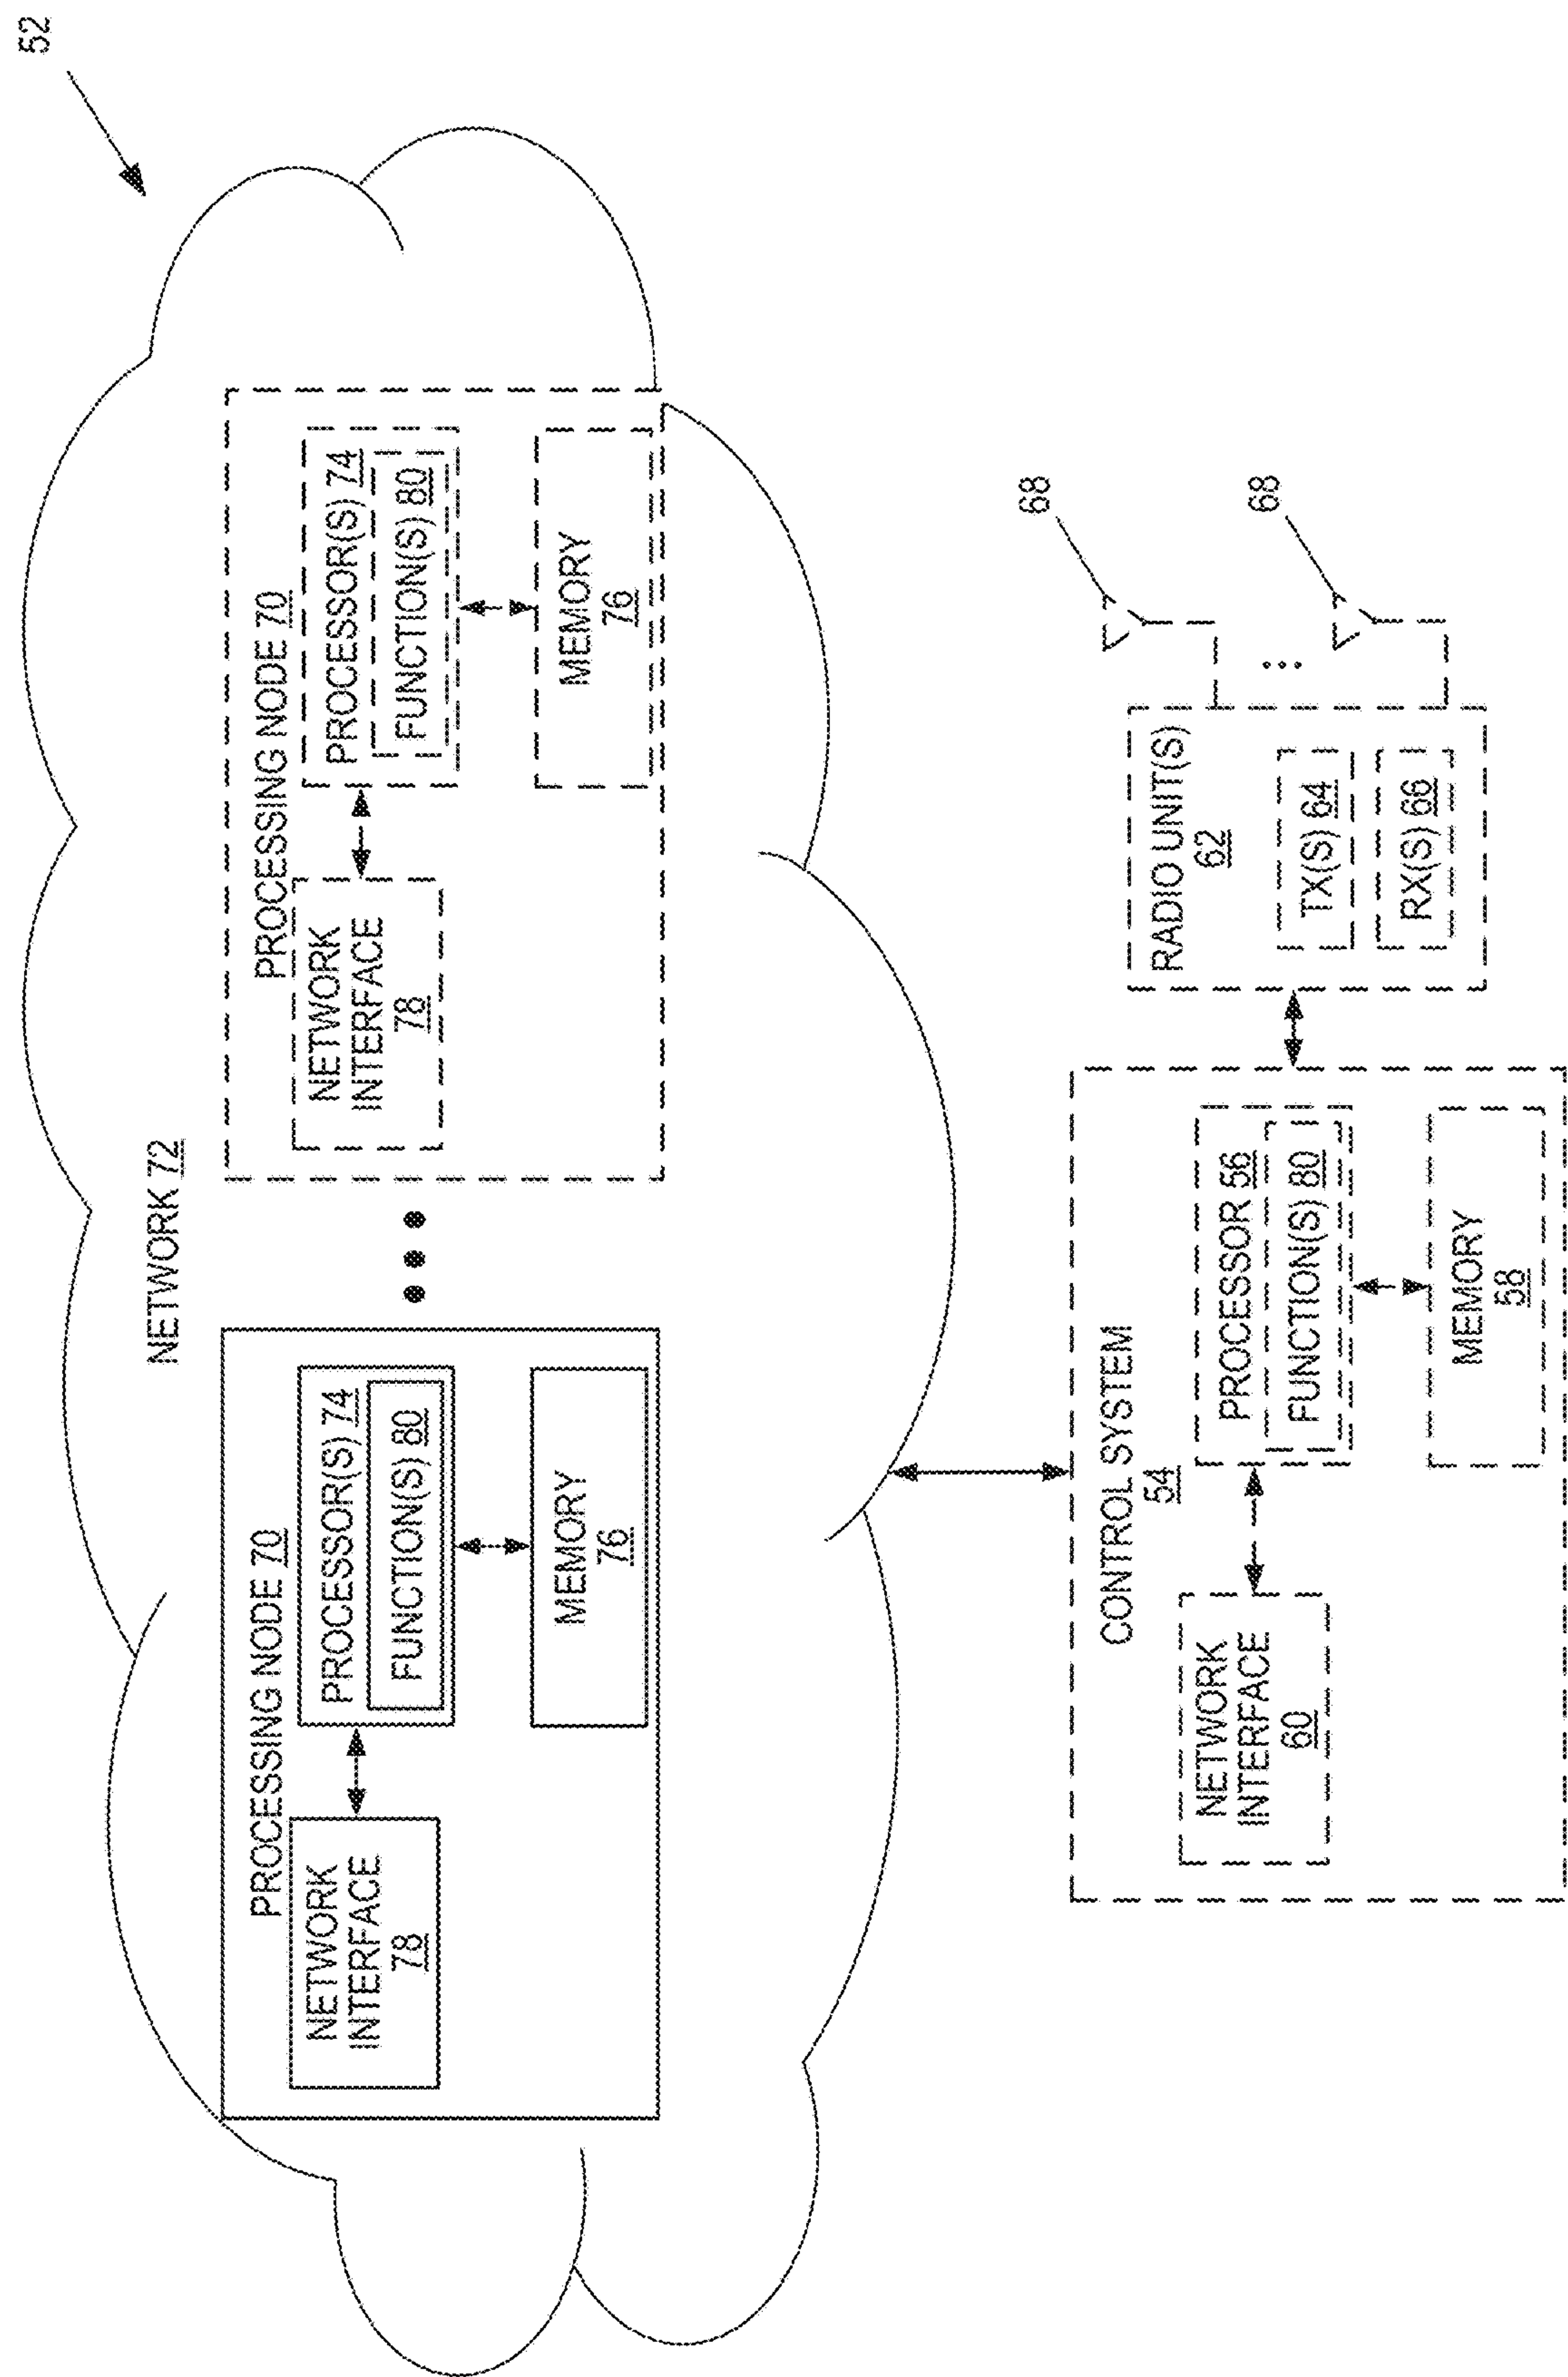 52
NETWORK 72
PROCESSING NODE 70
NETWORK
INTERFACE
78
PROCESSOR(S) 74
FUNCTION(S) 80
MEMORY
76
PROCESSING NODE 70
NETWORK
INTERFACE
78
PROCESSOR(S) 74
FUNCTION(S) 80
MEMORY
76
CONTROL SYSTEM
54
NETWORK
INTERFACE
60
PROCESSOR 56
FUNCTION(S) 80
MEMORY
58
RADIO UNIT(S)
62
TX(S) 64
RX(S) 66
68
68